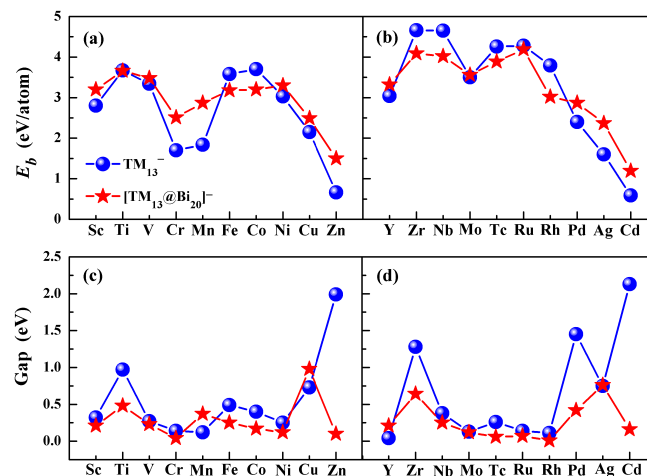 (a)
(b)
E_b (eV/atom)
5
4
3
2
1
0
TM₁₃⁻
[TM₁₃@Bi₂₀]⁻
Sc Ti V Cr Mn Fe Co Ni Cu Zn
Y Zr Nb Mo Tc Ru Rh Pd Ag Cd
(c)
(d)
Gap (eV)
2.5
2.0
1.5
1.0
0.5
0.0
Sc Ti V Cr Mn Fe Co Ni Cu Zn
Y Zr Nb Mo Tc Ru Rh Pd Ag Cd